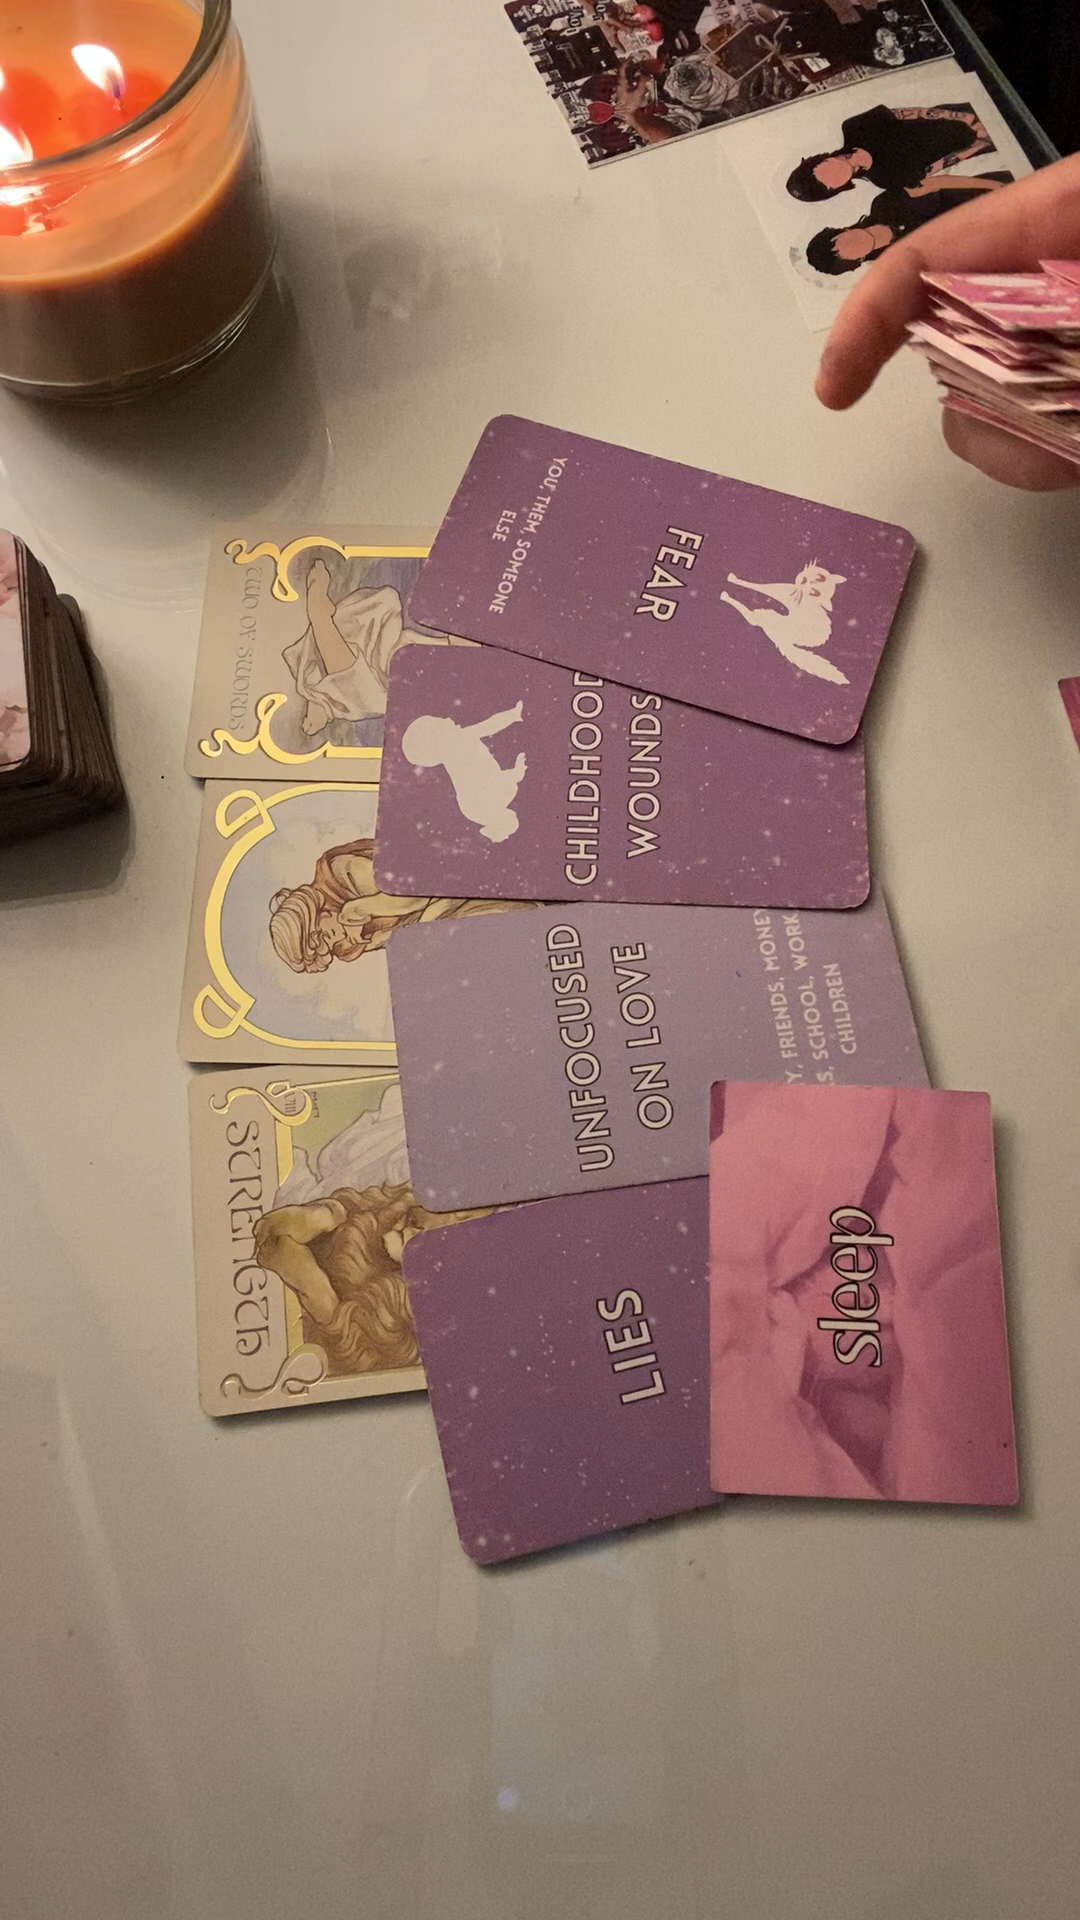 TWO OF SWORDS
YOU, THEM, SOMEONE
ELSE
FEAR
CHILDHOOD
WOUNDS
UNFOCUSED
ON LOVE
FRIENDS, MONEY
SCHOOL, WORK
CHILDREN
STRENGTH
VIII
LIES
sleep